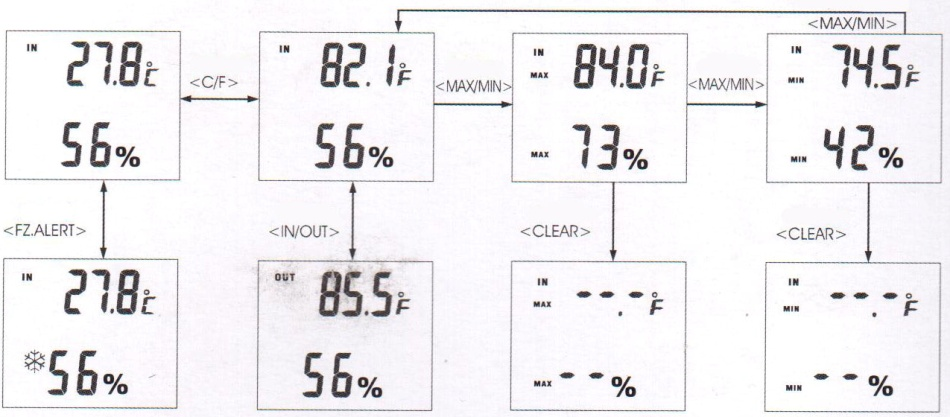 <MAX/MIN>
IN 27.8°C
56%
<C/F>
IN 82.1°F
56%
<MAX/MIN>
IN MAX 84.0°F
MAX 73%
<MAX/MIN>
IN MIN 74.5°F
MIN 42%
<FZ.ALERT>
<IN/OUT>
<CLEAR>
<CLEAR>
IN 27.8°C
56%
OUT 85.5°F
56%
IN MAX --.-°F
MAX --%
IN MIN --.-°F
MIN --%